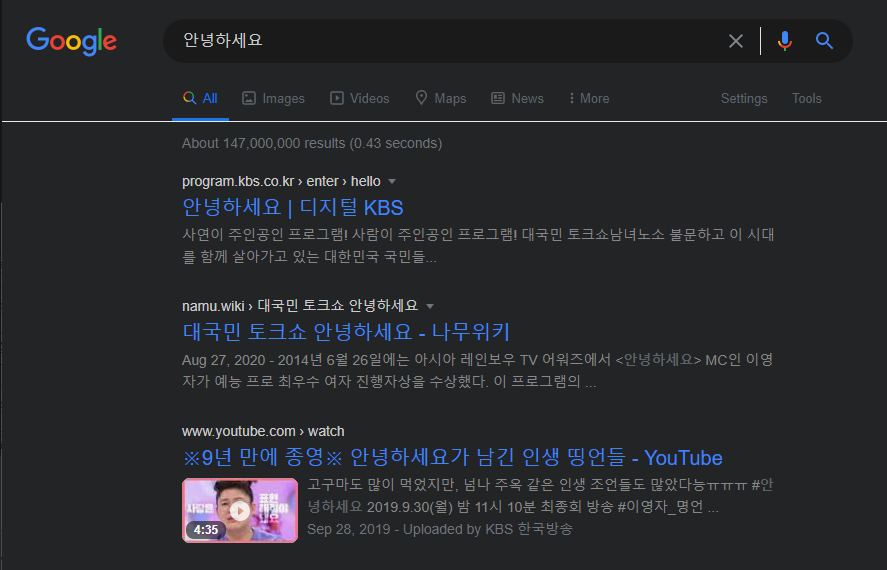 Google
안녕하세요
All Images Videos Maps News More Settings Tools
About 147,000,000 results (0.43 seconds)
program.kbs.co.kr › enter › hello
안녕하세요 | 디지털 KBS
사연이 주인공인 프로그램! 사람이 주인공인 프로그램! 대국민 토크쇼남녀노소 불문하고 이 시대
를 함께 살아가고 있는 대한민국 국민들...
namu.wiki › 대국민 토크쇼 안녕하세요
대국민 토크쇼 안녕하세요 - 나무위키
Aug 27, 2020 - 2014년 6월 26일에는 아시아 레인보우 TV 어워즈에서 <안녕하세요> MC인 이영
자가 예능 프로 최우수 여자 진행자상을 수상했다. 이 프로그램의 ...
www.youtube.com › watch
※9년 만에 종영※ 안녕하세요가 남긴 인생 띵언들 - YouTube
고구마도 많이 먹었지만, 넘나 주옥 같은 인생 조언들도 많았다능ㅠㅠㅠ #안
녕하세요 2019.9.30(월) 밤 11시 10분 최종회 방송 #이영자_명언 ...
Sep 28, 2019 - Uploaded by KBS 한국방송
사랑은
표현
4:35